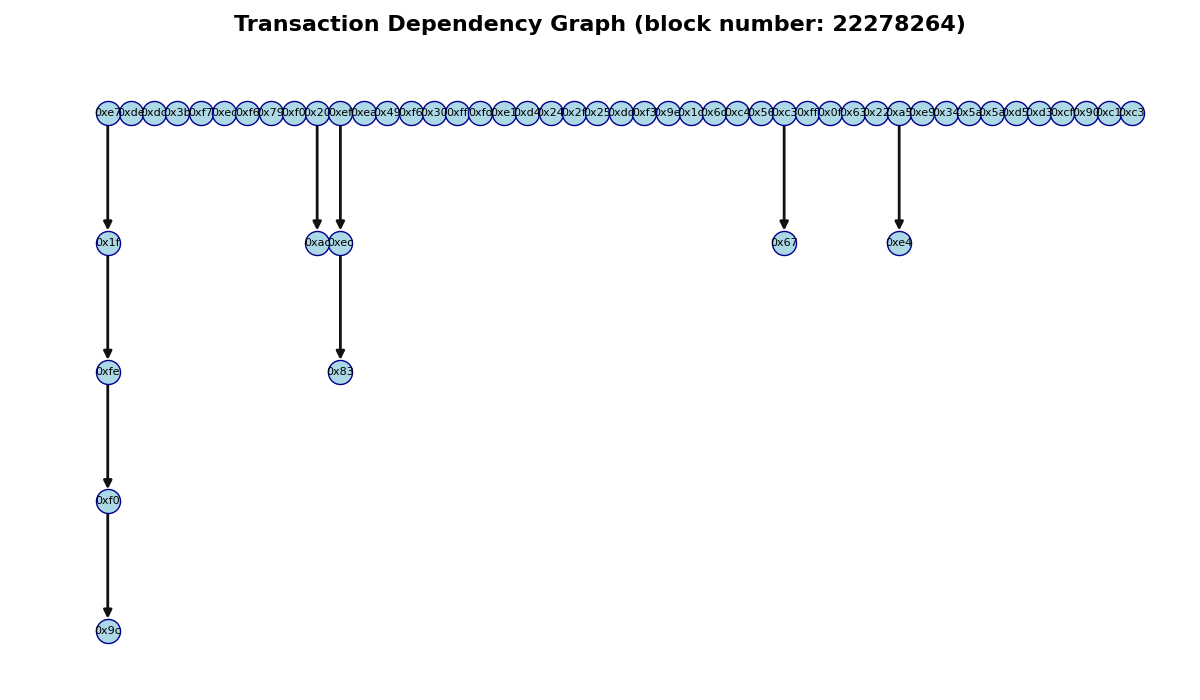 Transaction Dependency Graph (block number: 22278264)
0xe7 0xde 0xdc 0x3b 0xf7 0xec 0xf6 0x79 0xf0 0x20 0xef 0xea 0x49 0xf6 0x30 0xff 0xfd 0xe1 0xd4 0x24 0x2f 0x25 0xdd 0xf3 0x9e 0x1d 0x6d 0xc4 0x56 0xc3 0xff 0x0f 0x63 0x22 0xa5 0xe9 0x34 0x5a 0x5a 0xd5 0xd3 0xcf 0x90 0xc1 0xc3
0x1f 0xac 0xec 0x67 0xe4
0xfe 0x83
0xf0
0x9c